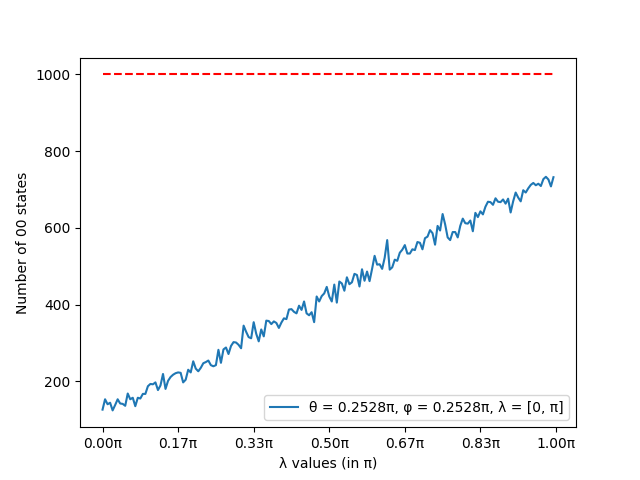 1000
800
600
400
200
Number of 00 states
θ = 0.2528π, φ = 0.2528π, λ = [0, π]
0.00π 0.17π 0.33π 0.50π 0.67π 0.83π 1.00π
λ values (in π)